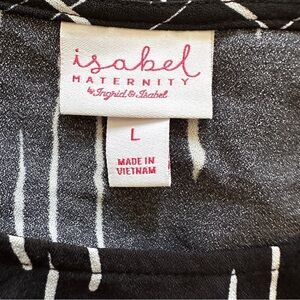 isabel
MATERNITY
by Ingrid & Isabel
L
MADE IN
VIETNAM